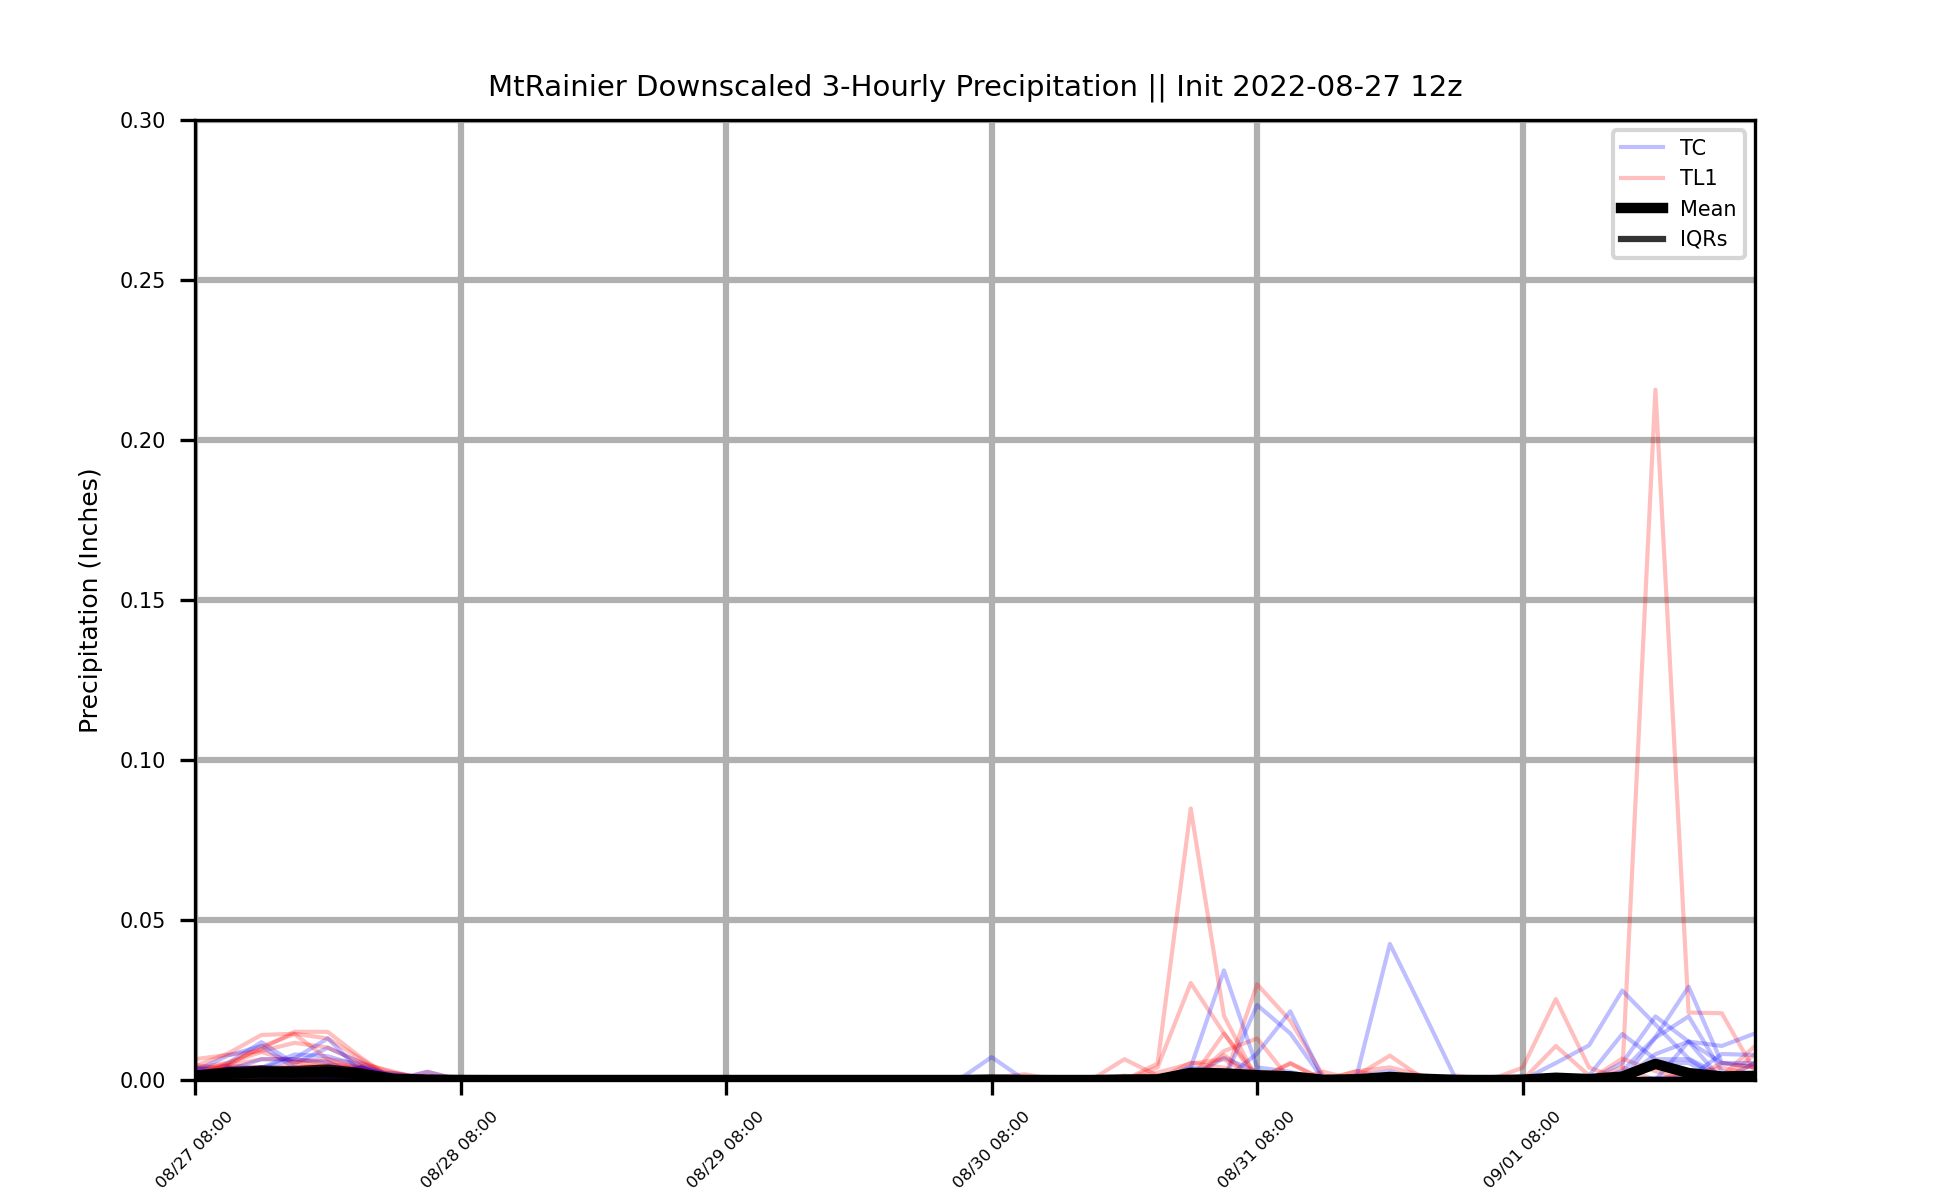 MtRainier Downscaled 3-Hourly Precipitation || Init 2022-08-27 12z
0.30
0.25
0.20
0.15
0.10
0.05
0.00
Precipitation (Inches)
TC
TL1
Mean
IQRs
08/27 08:00
08/28 08:00
08/29 08:00
08/30 08:00
08/31 08:00
09/01 08:00